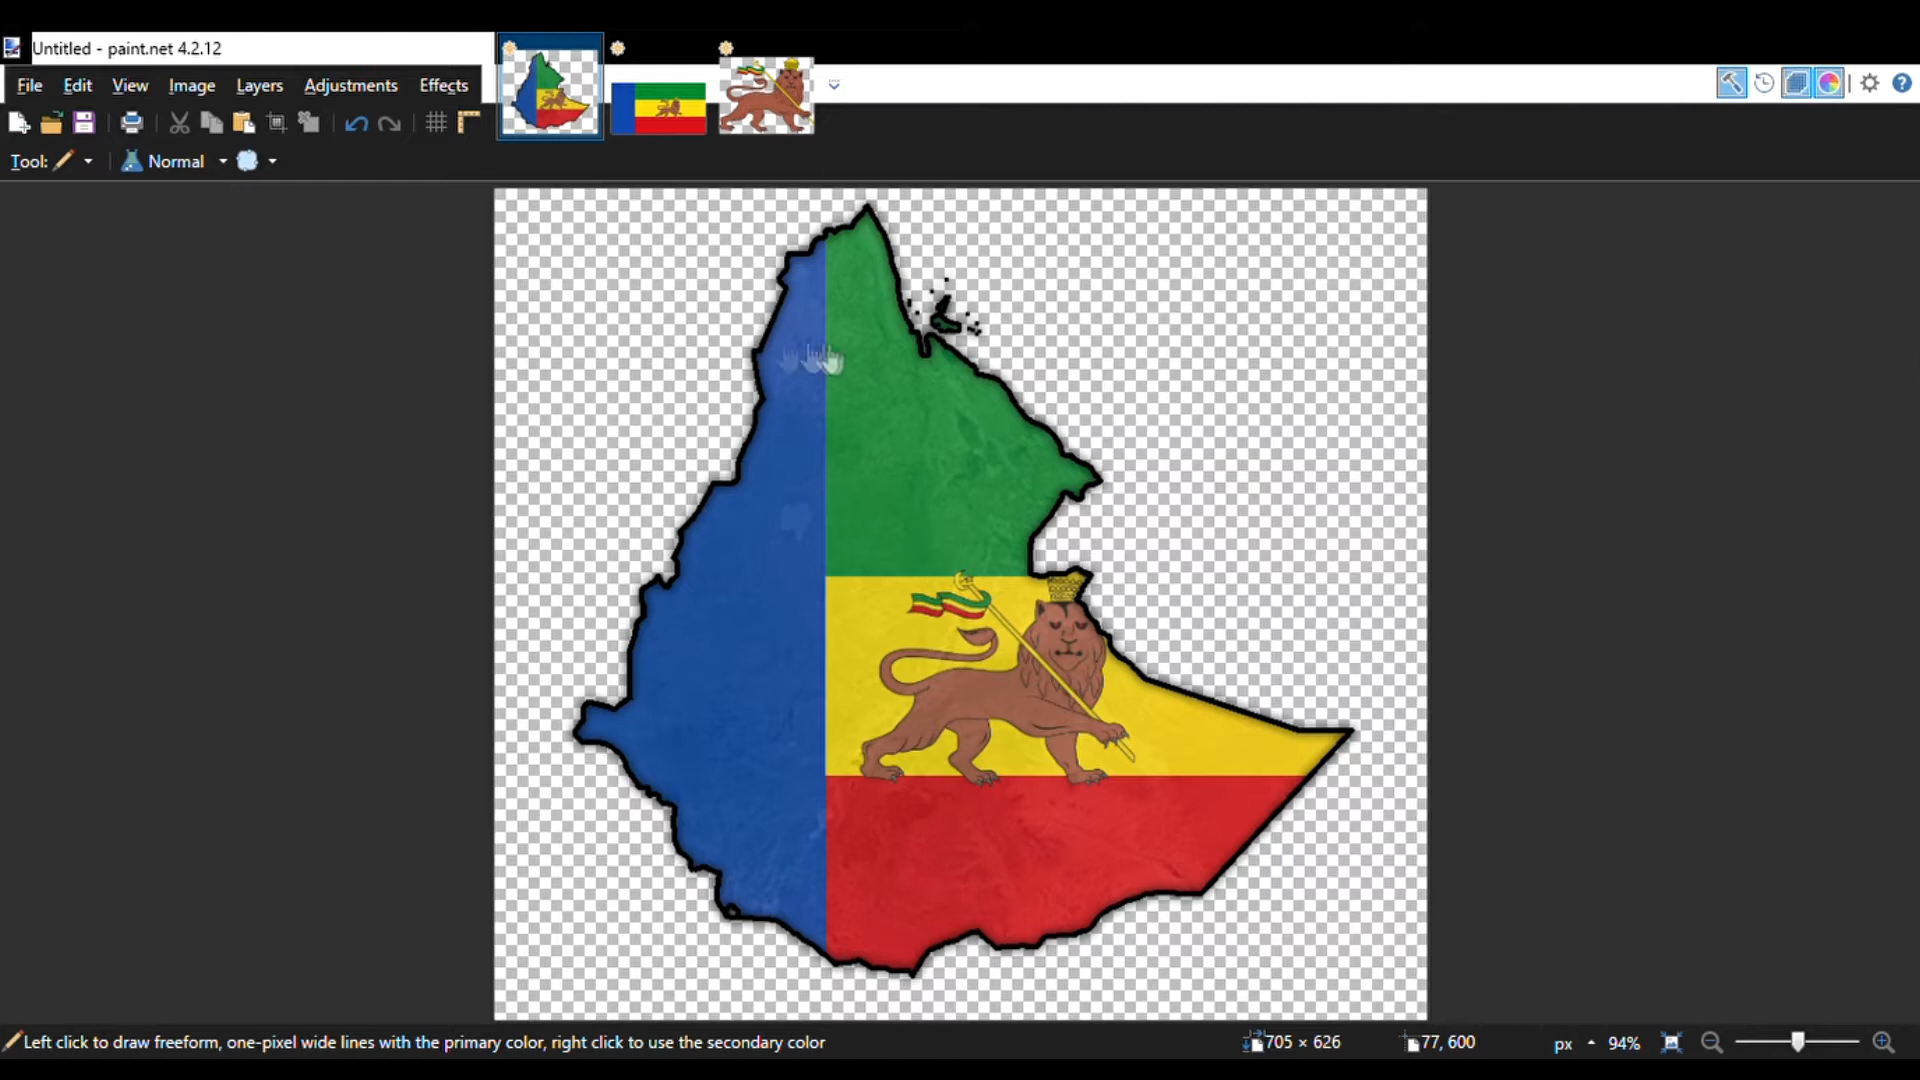 Untitled - paint.net 4.2.12
File Edit View Image Layers Adjustments Effects
Tool: Normal
Left click to draw freeform, one-pixel wide lines with the primary color, right click to use the secondary color
705 × 626
77, 600
px
94%